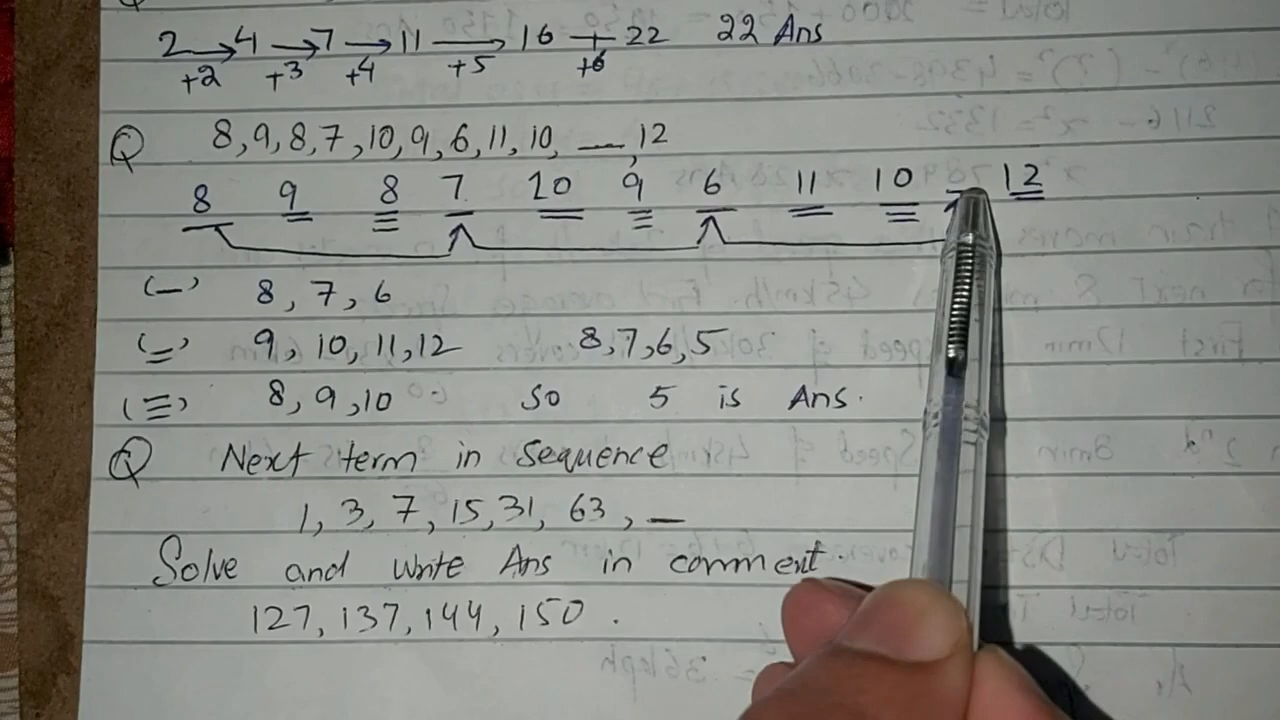 2 → 4 → 7 → 11 → 16 → 22 22 Ans
+2 +3 +4 +5 +6
Q 8, 9, 8, 7, 10, 9, 6, 11, 10, __, 12
8 9 8 7 10 9 6 11 10 12
(–) 8, 7, 6
(=) 9, 10, 11, 12 8, 7, 6, 5
(≡) 8, 9, 10 so 5 is Ans.
Q Next term in sequence
1, 3, 7, 15, 31, 63, __
Solve and write Ans in comment.
127, 137, 144, 150.